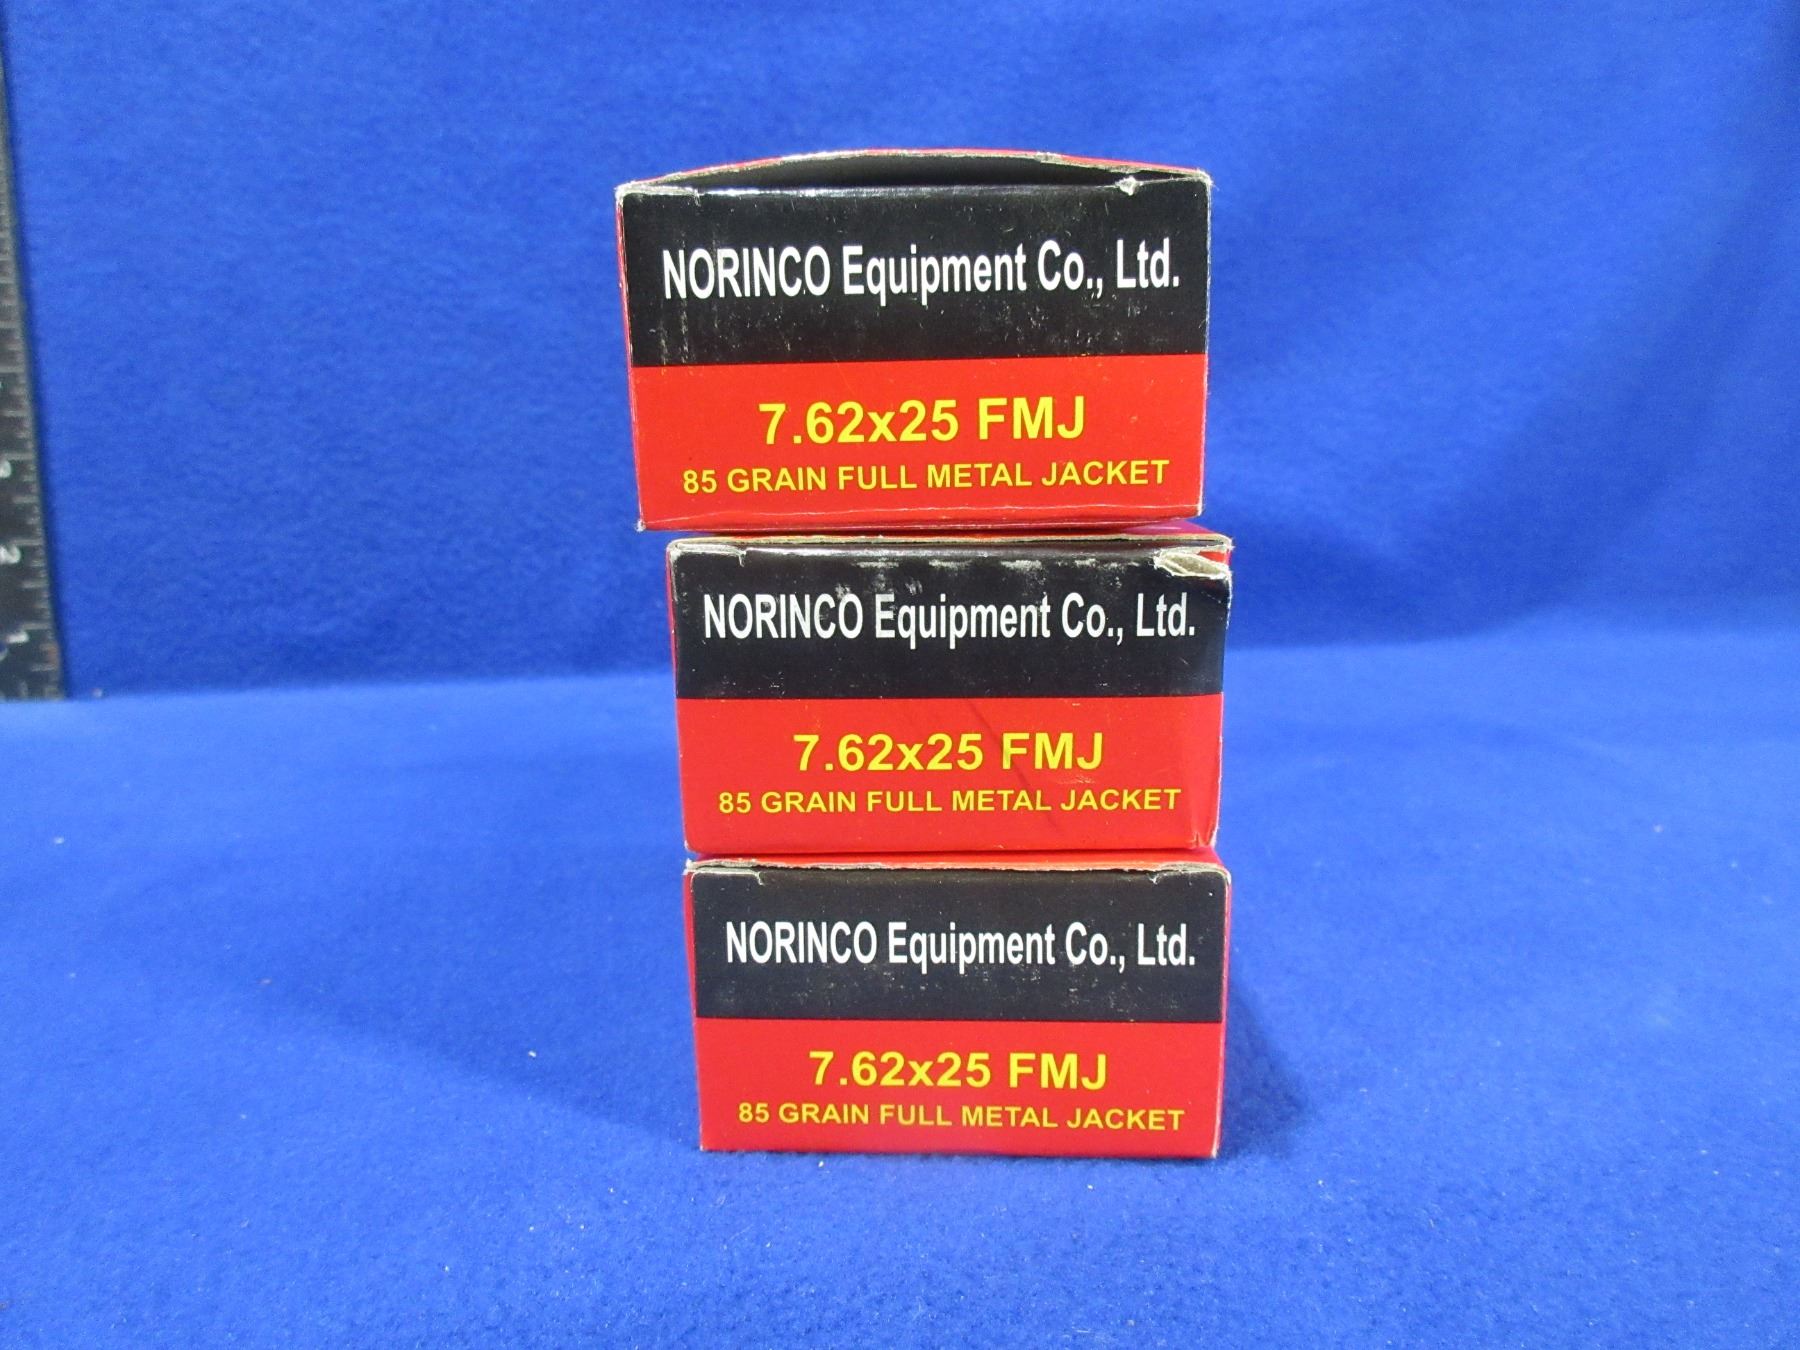 NORINCO Equipment Co., Ltd.
7.62x25 FMJ
85 GRAIN FULL METAL JACKET
NORINCO Equipment Co., Ltd.
7.62x25 FMJ
85 GRAIN FULL METAL JACKET
NORINCO Equipment Co., Ltd.
7.62x25 FMJ
85 GRAIN FULL METAL JACKET